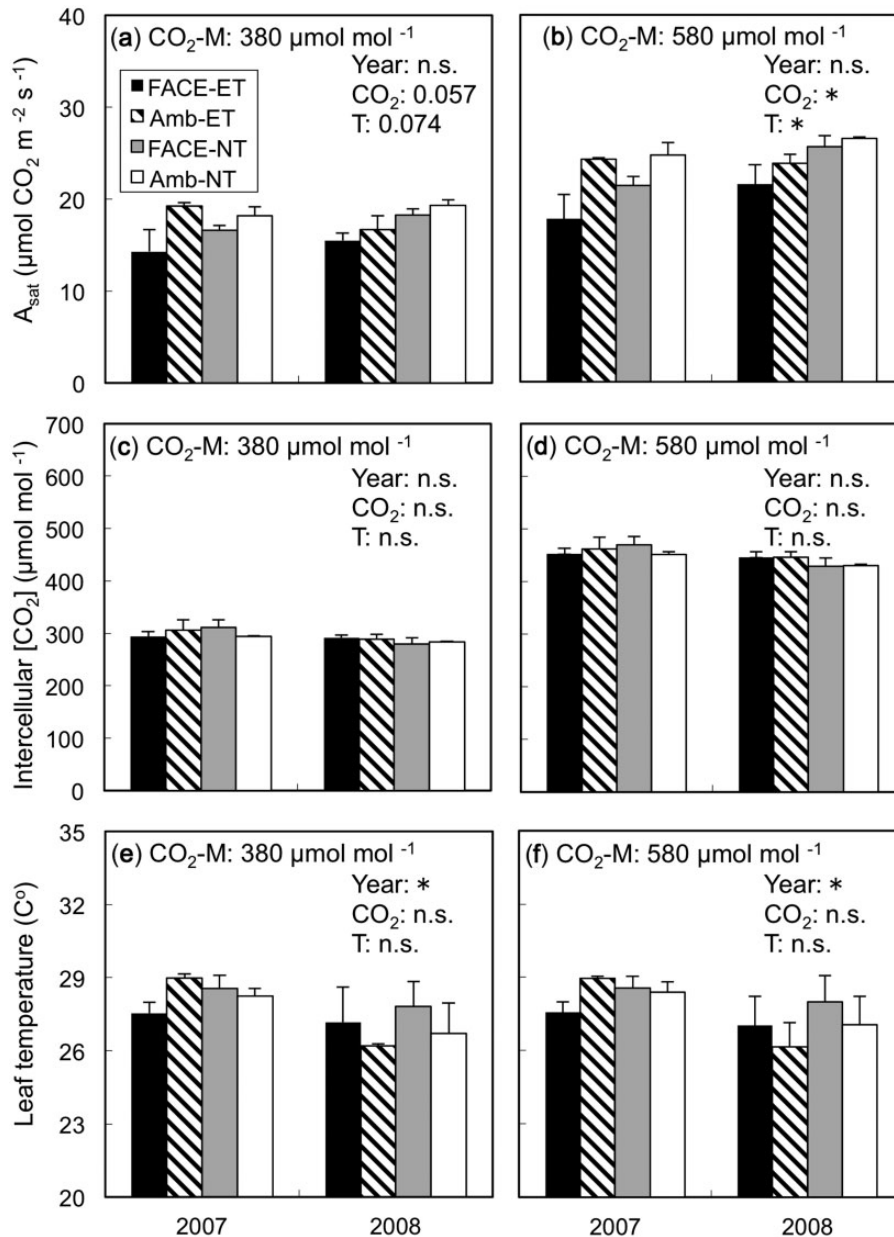 (a) CO₂-M: 380 μmol mol ⁻¹
Year: n.s.
CO₂: 0.057
T: 0.074
FACE-ET
Amb-ET
FACE-NT
Amb-NT
40
30
20
10
0
A_sat (μmol CO₂ m ⁻² s ⁻¹)
(b) CO₂-M: 580 μmol mol ⁻¹
Year: n.s.
CO₂: *
T: *
(c) CO₂-M: 380 μmol mol ⁻¹
Year: n.s.
CO₂: n.s.
T: n.s.
700
600
500
400
300
200
100
0
Intercellular [CO₂] (μmol mol ⁻¹)
(d) CO₂-M: 580 μmol mol ⁻¹
Year: n.s.
CO₂: n.s.
T: n.s.
(e) CO₂-M: 380 μmol mol ⁻¹
Year: *
CO₂: n.s.
T: n.s.
35
32
29
26
23
20
Leaf temperature (Cº)
2007 2008
(f) CO₂-M: 580 μmol mol ⁻¹
Year: *
CO₂: n.s.
T: n.s.
2007 2008